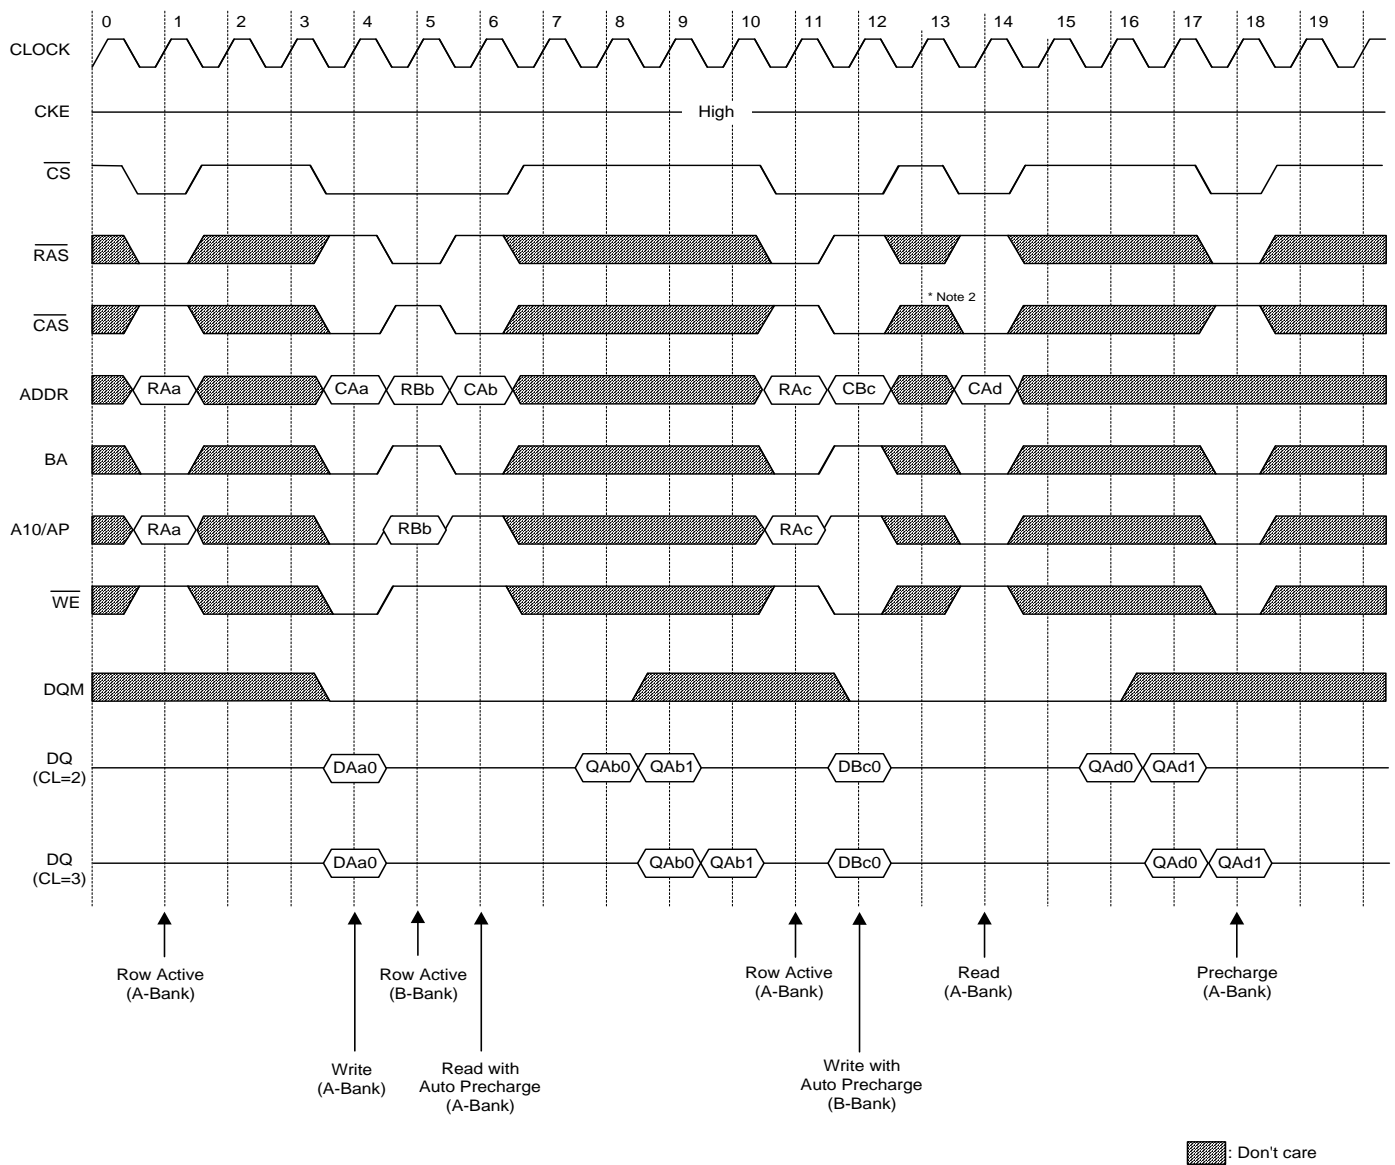 0 1 2 3 4 5 6 7 8 9 10 11 12 13 14 15 16 17 18 19
CLOCK
CKE High
CS
RAS
* Note 2
CAS
ADDR RAa CAa RBb CAb RAc CBc CAd
BA
A10/AP RAa RBb RAc
WE
DQM
DQ
(CL=2)
DAa0 QAb0 QAb1 DBc0 QAd0 QAd1
DQ
(CL=3)
DAa0 QAb0 QAb1 DBc0 QAd0 QAd1
Row Active
(A-Bank)
Row Active
(B-Bank)
Row Active
(A-Bank)
Read
(A-Bank)
Precharge
(A-Bank)
Write
(A-Bank)
Read with
Auto Precharge
(A-Bank)
Write with
Auto Precharge
(B-Bank)
: Don't care